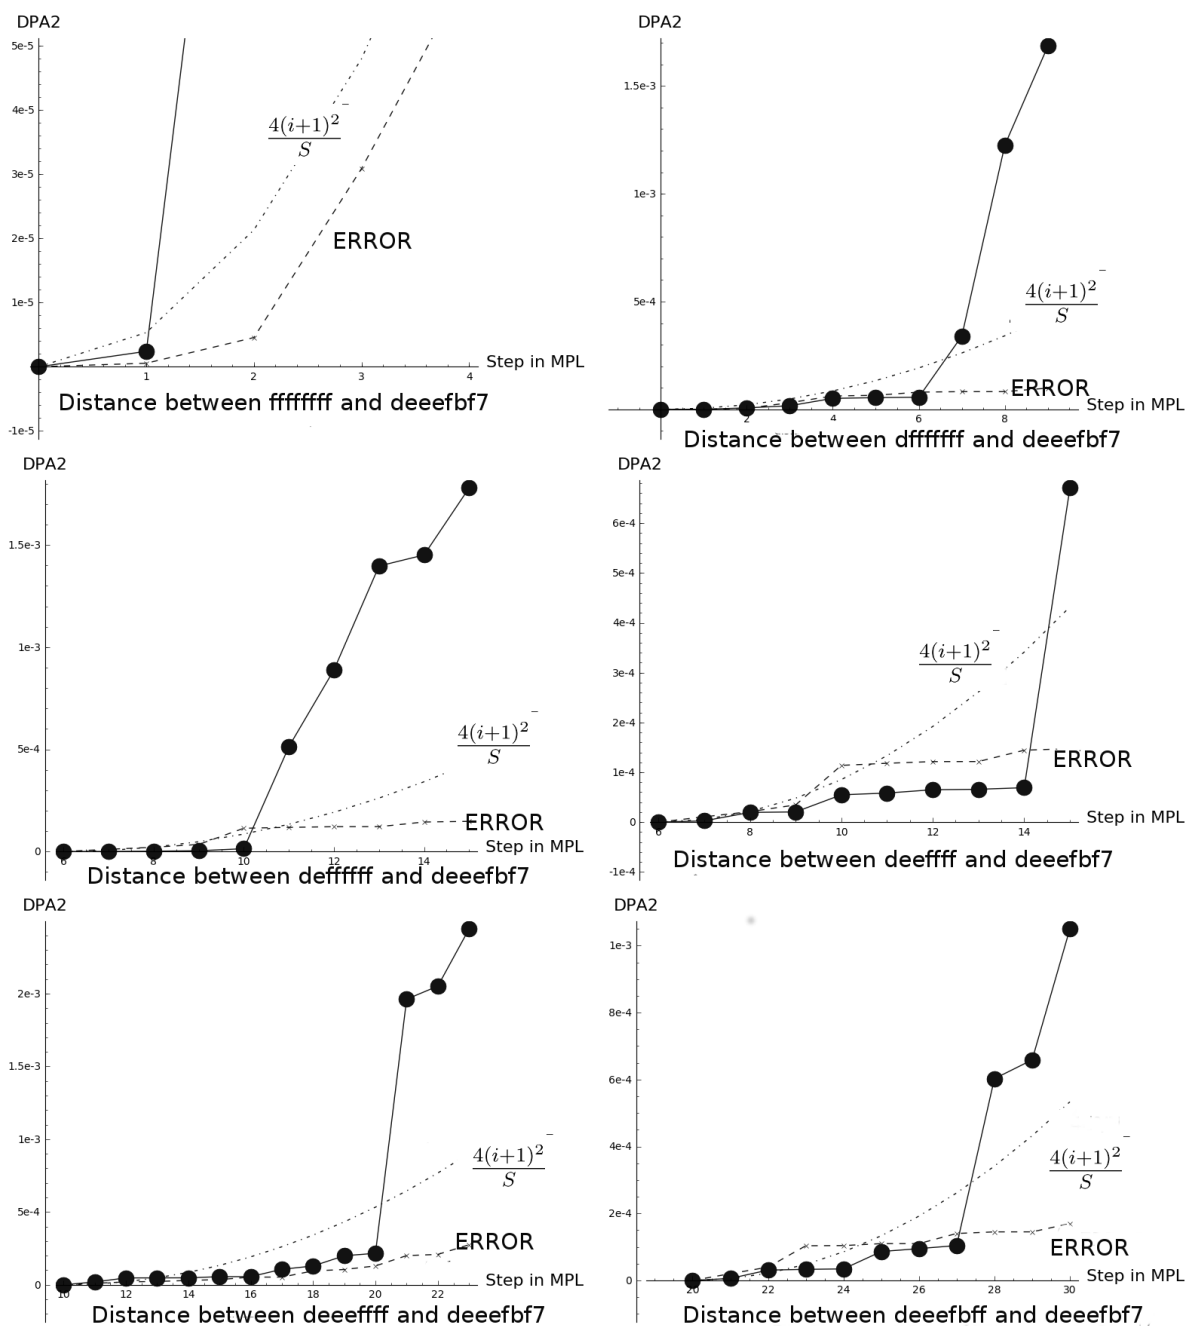 DPA2
5e-5
4e-5
3e-5
2e-5
1e-5
-1e-5
4(i+1)²⁻
S
ERROR
1 2 3 4
Step in MPL
Distance between ffffffff and deeefbf7
DPA2
1.5e-3
1e-3
5e-4
0
4(i+1)²⁻
S
ERROR
2 4 6 8
Step in MPL
Distance between dfffffff and deeefbf7
DPA2
1.5e-3
1e-3
5e-4
0
4(i+1)²⁻
S
ERROR
6 8 10 12 14
Step in MPL
Distance between deffffff and deeefbf7
DPA2
6e-4
5e-4
4e-4
3e-4
2e-4
1e-4
0
-1e-4
4(i+1)²⁻
S
ERROR
6 8 10 12 14
Step in MPL
Distance between deeffff and deeefbf7
DPA2
2e-3
1.5e-3
1e-3
5e-4
0
4(i+1)²⁻
S
ERROR
10 12 14 16 18 20 22
Step in MPL
Distance between deeeffff and deeefbf7
DPA2
1e-3
8e-4
6e-4
4e-4
2e-4
0
4(i+1)²⁻
S
ERROR
20 22 24 26 28 30
Step in MPL
Distance between deeefbff and deeefbf7